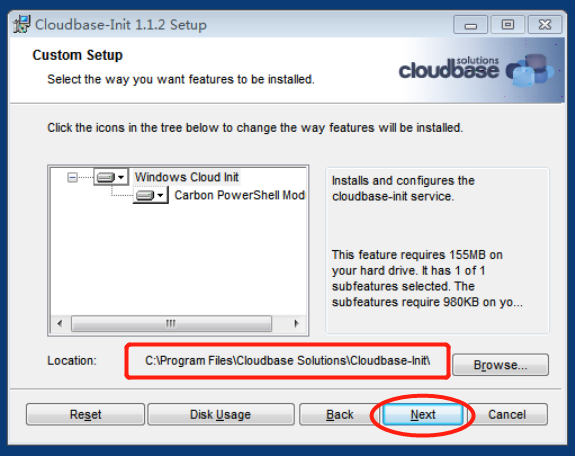 Cloudbase-Init 1.1.2 Setup
Custom Setup
Select the way you want features to be installed.
cloudbase solutions
Click the icons in the tree below to change the way features will be installed.
Windows Cloud Init
Carbon PowerShell Mod
Installs and configures the
cloudbase-init service.
This feature requires 155MB on
your hard drive. It has 1 of 1
subfeatures selected. The
subfeatures require 980KB on yo...
Location:
C:\Program Files\Cloudbase Solutions\Cloudbase-Init\
Browse...
Reset
Disk Usage
Back
Next
Cancel